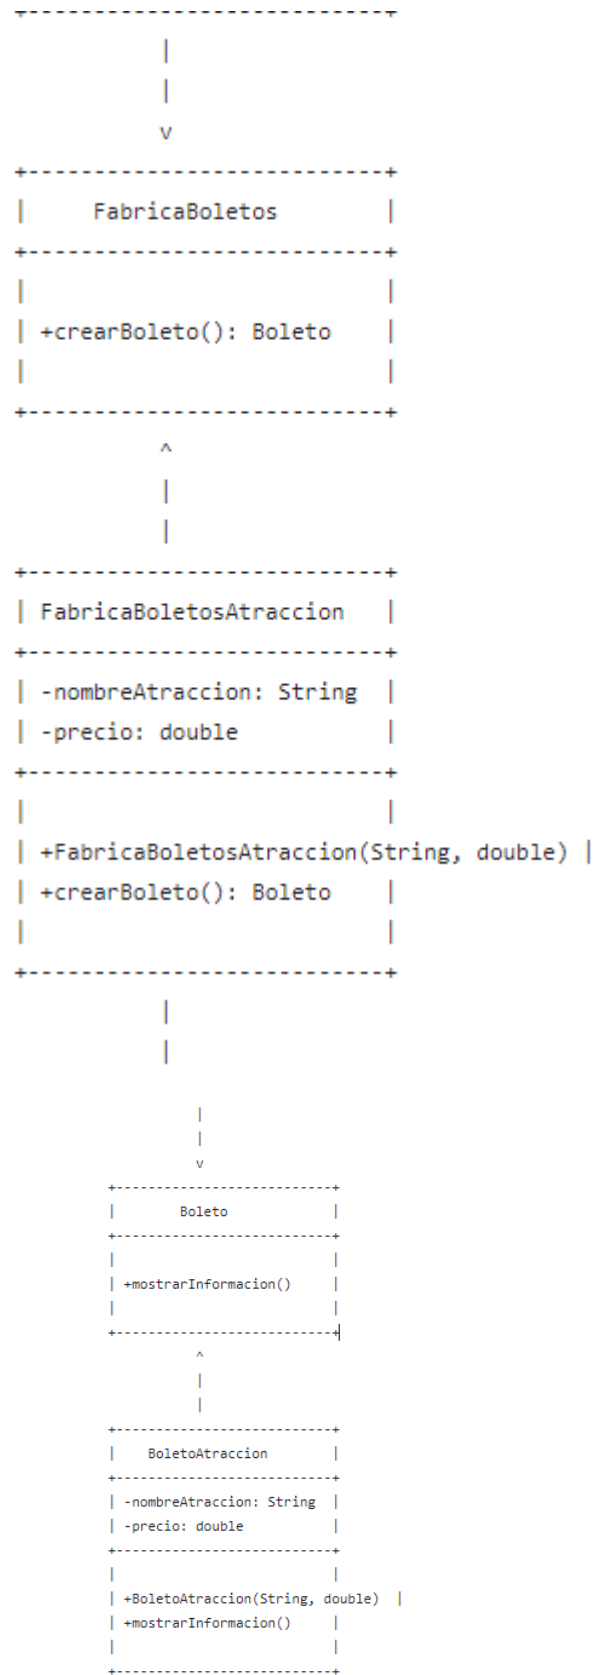 +---------------------------+
|
|
v
+---------------------------+
|     FabricaBoletos        |
+---------------------------+
|                           |
| +crearBoleto(): Boleto    |
|                           |
+---------------------------+
^
|
|
+---------------------------+
| FabricaBoletosAtraccion   |
+---------------------------+
| -nombreAtraccion: String  |
| -precio: double           |
+---------------------------+
|                           |
| +FabricaBoletosAtraccion(String, double) |
| +crearBoleto(): Boleto    |
|                           |
+---------------------------+
|
|
|
|
v
+---------------------------+
|        Boleto             |
+---------------------------+
|                           |
| +mostrarInformacion()     |
|                           |
+---------------------------+
^
|
|
+---------------------------+
|    BoletoAtraccion        |
+---------------------------+
| -nombreAtraccion: String  |
| -precio: double           |
+---------------------------+
|                           |
| +BoletoAtraccion(String, double)  |
| +mostrarInformacion()     |
|                           |
+---------------------------+